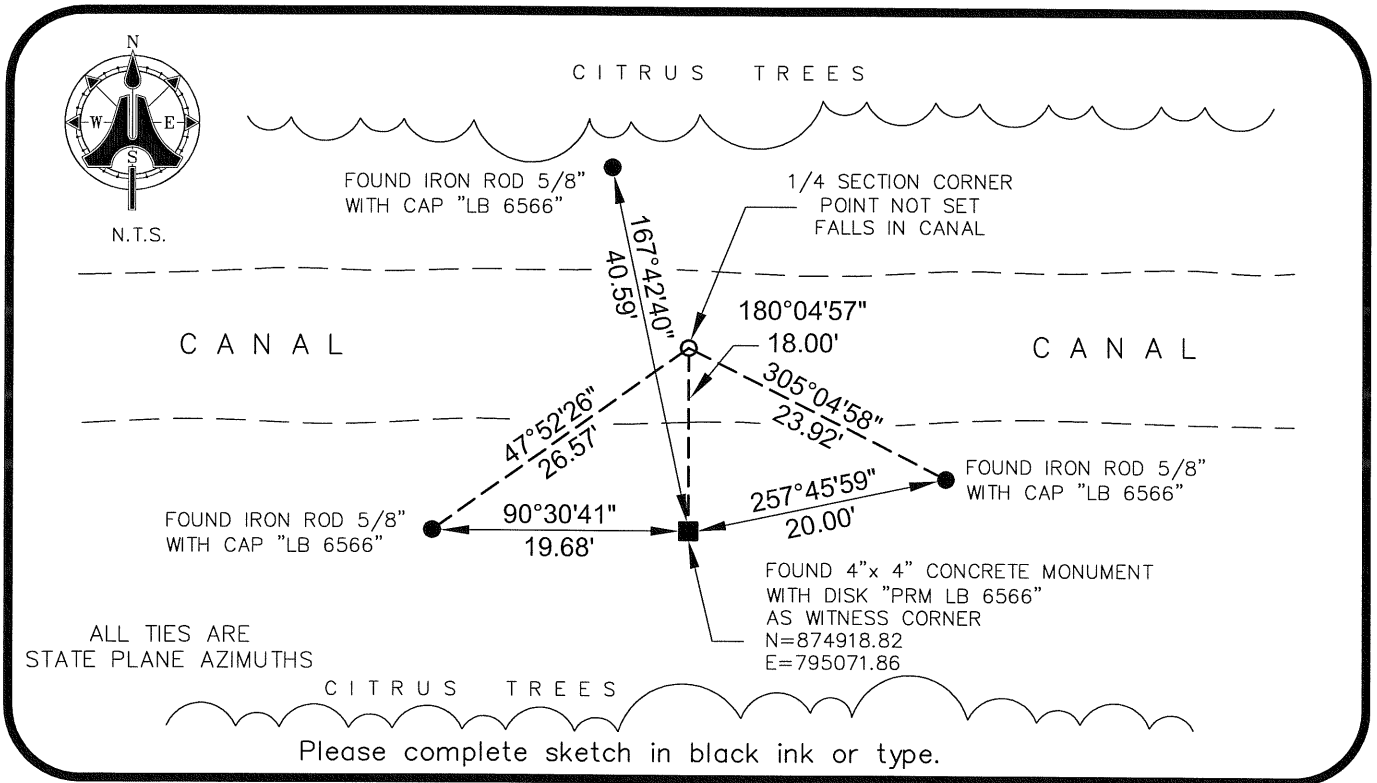 N
W E
S
N.T.S.
CITRUS TREES
FOUND IRON ROD 5/8"
WITH CAP "LB 6566"
1/4 SECTION CORNER
POINT NOT SET
FALLS IN CANAL
167°42'40"
40.59'
180°04'57"
18.00'
CANAL
CANAL
305°04'58"
23.92'
47°52'26"
26.57'
FOUND IRON ROD 5/8"
WITH CAP "LB 6566"
257°45'59"
20.00'
FOUND IRON ROD 5/8"
WITH CAP "LB 6566"
90°30'41"
19.68'
FOUND 4"x 4" CONCRETE MONUMENT
WITH DISK "PRM LB 6566"
AS WITNESS CORNER
N=874918.82
E=795071.86
ALL TIES ARE
STATE PLANE AZIMUTHS
CITRUS TREES
Please complete sketch in black ink or type.